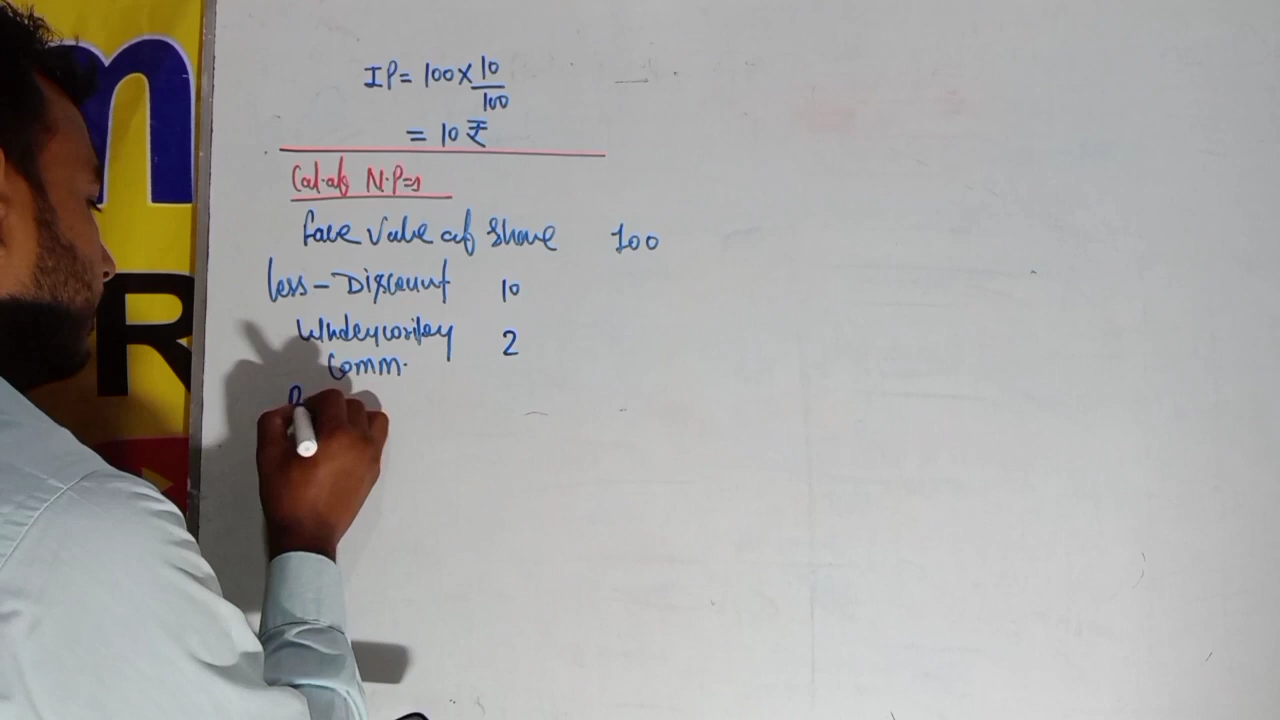 m
R
IP = 100 × 10/100
= 10 ₹
Cal. of N.P ⇒
face Value of Share 100
less - Discount 10
Underwriting 2
Comm.